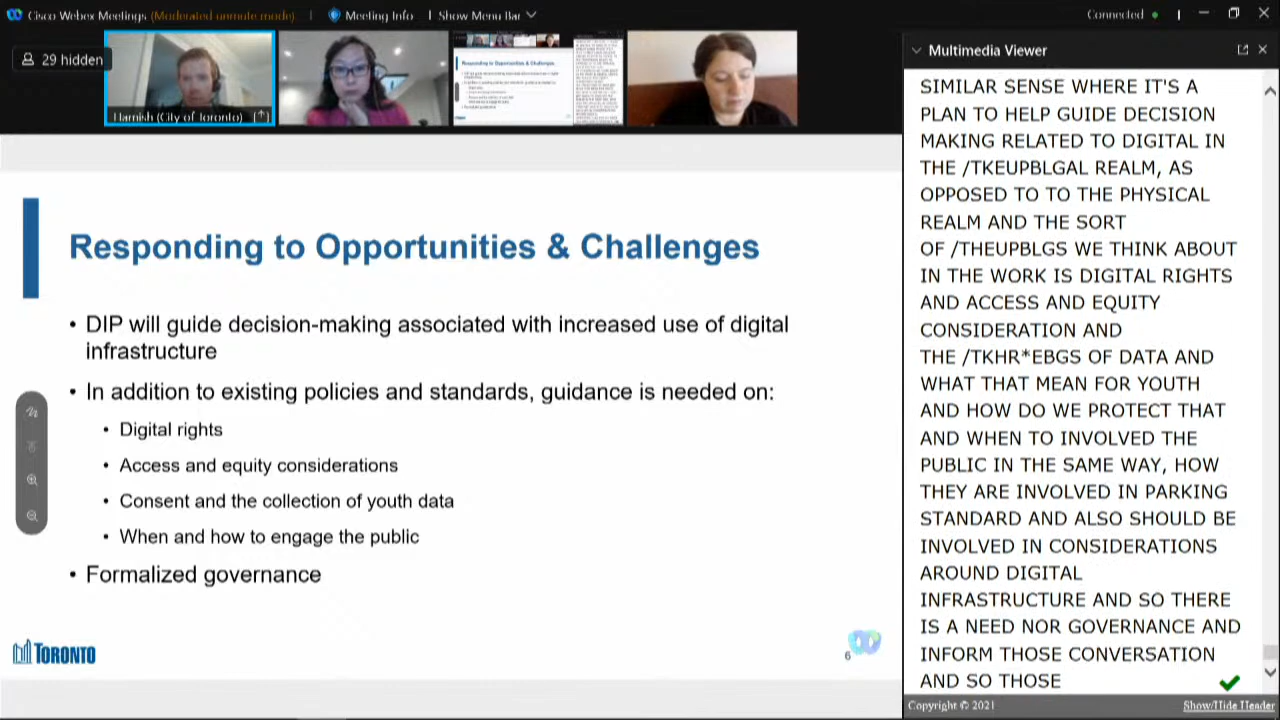 Cisco Webex Meetings (Moderated unmute mode) | Meeting Info | Show Menu Bar
Connected
29 hidden
Hamish (City of Toronto)
Responding to Opportunities & Challenges
Responding to Opportunities & Challenges
• DIP will guide decision-making associated with increased use of digital
infrastructure
• In addition to existing policies and standards, guidance is needed on:
• Digital rights
• Access and equity considerations
• Consent and the collection of youth data
• When and how to engage the public
• Formalized governance
TORONTO
6
SIMILAR SENSE WHERE IT IS A
PLAN TO HELP GUIDE DECISION
MAKING RELATED TO DIGITAL IN
THE /TKEUPBLGAL REALM, AS
OPPOSED TO TO THE PHYSICAL
REALM AND THE SORT
OF /THEUPBLGS WE THINK ABOUT
IN THE WORK IS DIGITAL RIGHTS
AND ACCESS AND EQUITY
CONSIDERATION AND
THE /TKHR*EBGS OF DATA AND
WHAT THAT MEAN FOR YOUTH
AND HOW DO WE PROTECT THAT
AND WHEN TO INVOLVED THE
PUBLIC IN THE SAME WAY, HOW
THEY ARE INVOLVED IN PARKING
STANDARD AND ALSO SHOULD BE
INVOLVED IN CONSIDERATIONS
AROUND DIGITAL
INFRASTRUCTURE AND SO THERE
IS A NEED NOR GOVERNANCE AND
INFORM THOSE CONVERSATION
AND SO THOSE
Copyright © 2021
Show/Hide Header